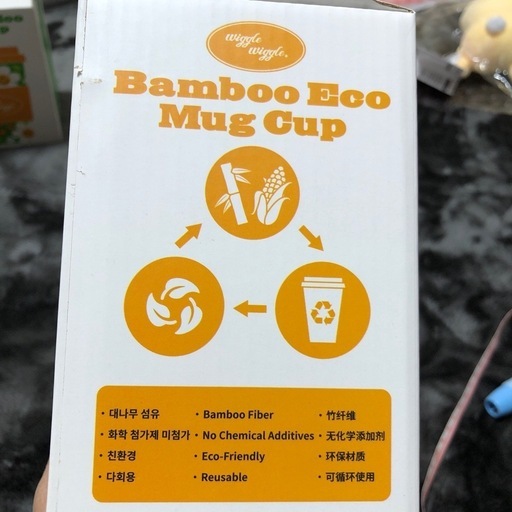 wiggle
wiggle.
Bamboo Eco
Mug Cup
· 대나무 섬유
· 화학 첨가제 미첨가
· 친환경
· 다회용
· Bamboo Fiber
· No Chemical Additives
· Eco-Friendly
· Reusable
· 竹纤维
· 无化学添加剂
· 环保材质
· 可循环使用